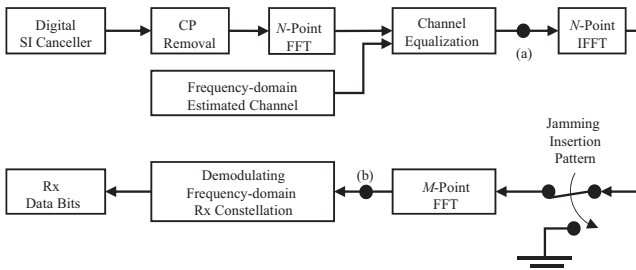 Digital
SI Canceller
CP
Removal
N-Point
FFT
Channel
Equalization
(a)
N-Point
IFFT
Frequency-domain
Estimated Channel
Jamming
Insertion
Pattern
Rx
Data Bits
Demodulating
Frequency-domain
Rx Constellation
(b)
M-Point
FFT